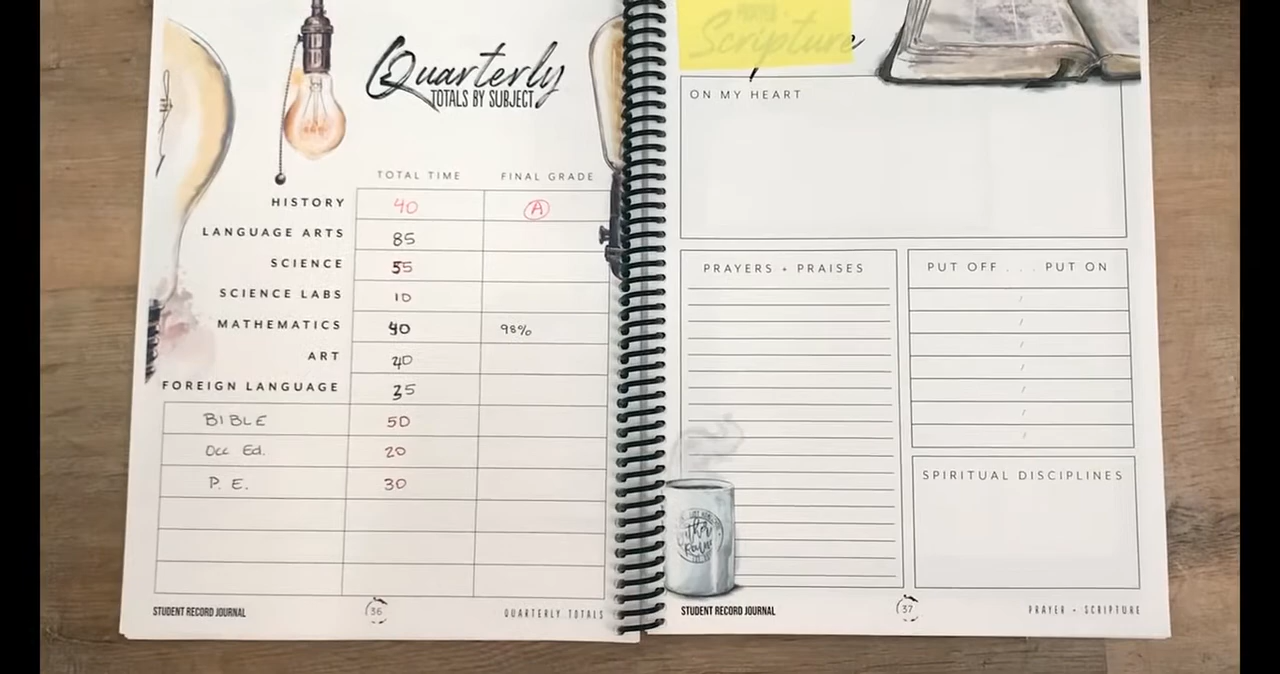 Quarterly
TOTALS BY SUBJECT
TOTAL TIME FINAL GRADE
HISTORY 40 A
LANGUAGE ARTS 85
SCIENCE 55
SCIENCE LABS 10
MATHEMATICS 40 98%
ART 40
FOREIGN LANGUAGE 35
BIBLE 50
Occ Ed. 20
P. E. 30
STUDENT RECORD JOURNAL 36 QUARTERLY TOTALS
Scripture
ON MY HEART
PRAYERS + PRAISES
PUT OFF . . . PUT ON
/
/
/
/
/
/
/
SPIRITUAL DISCIPLINES
STUDENT RECORD JOURNAL 37 PRAYER + SCRIPTURE